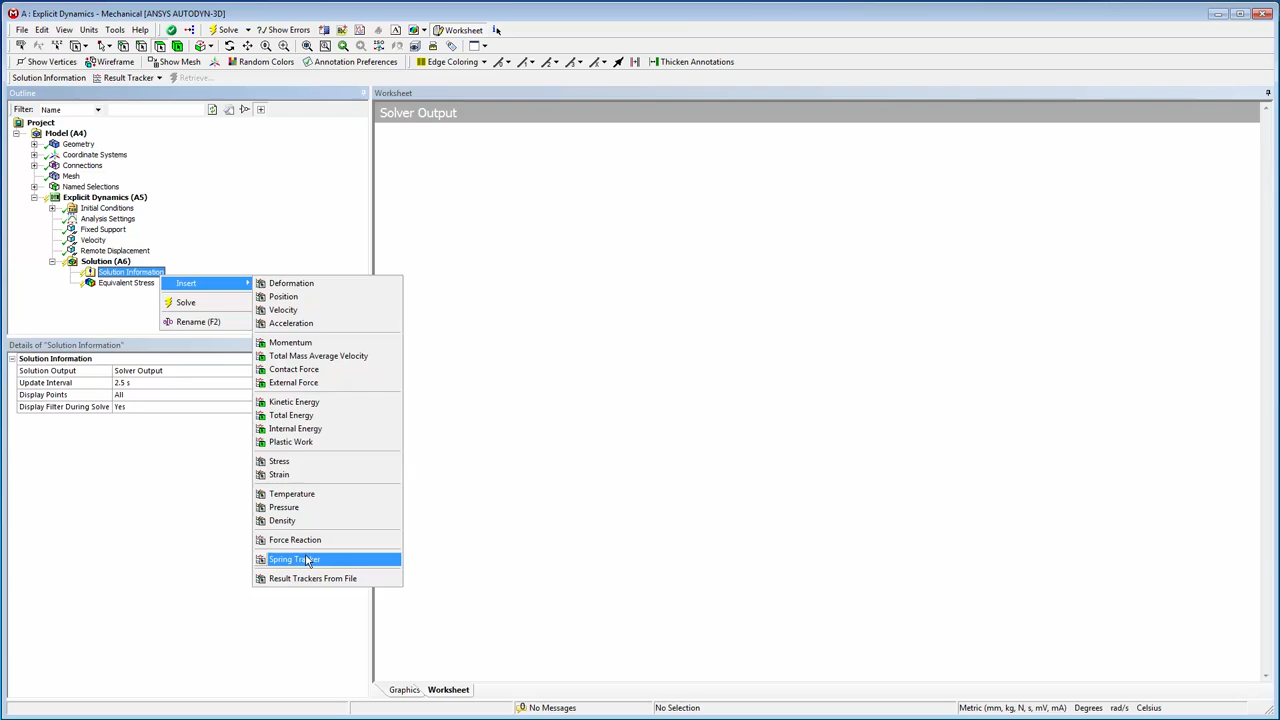 A : Explicit Dynamics - Mechanical [ANSYS AUTODYN-3D]
File Edit View Units Tools Help Solve ?/ Show Errors Worksheet
Show Vertices Wireframe Show Mesh Random Colors Annotation Preferences Edge Coloring Thicken Annotations
Solution Information Result Tracker Retrieve...
Outline
Filter: Name
Project
Model (A4)
Geometry
Coordinate Systems
Connections
Mesh
Named Selections
Explicit Dynamics (A5)
Initial Conditions
Analysis Settings
Fixed Support
Velocity
Remote Displacement
Solution (A6)
Solution Information
Equivalent Stress
Insert
Solve
Rename (F2)
Deformation
Position
Velocity
Acceleration
Momentum
Total Mass Average Velocity
Contact Force
External Force
Kinetic Energy
Total Energy
Internal Energy
Plastic Work
Stress
Strain
Temperature
Pressure
Density
Force Reaction
Spring Tracker
Result Trackers From File
Details of "Solution Information"
Solution Information
Solution Output Solver Output
Update Interval 2.5 s
Display Points All
Display Filter During Solve Yes
Worksheet
Solver Output
Graphics Worksheet
No Messages No Selection Metric (mm, kg, N, s, mV, mA) Degrees rad/s Celsius